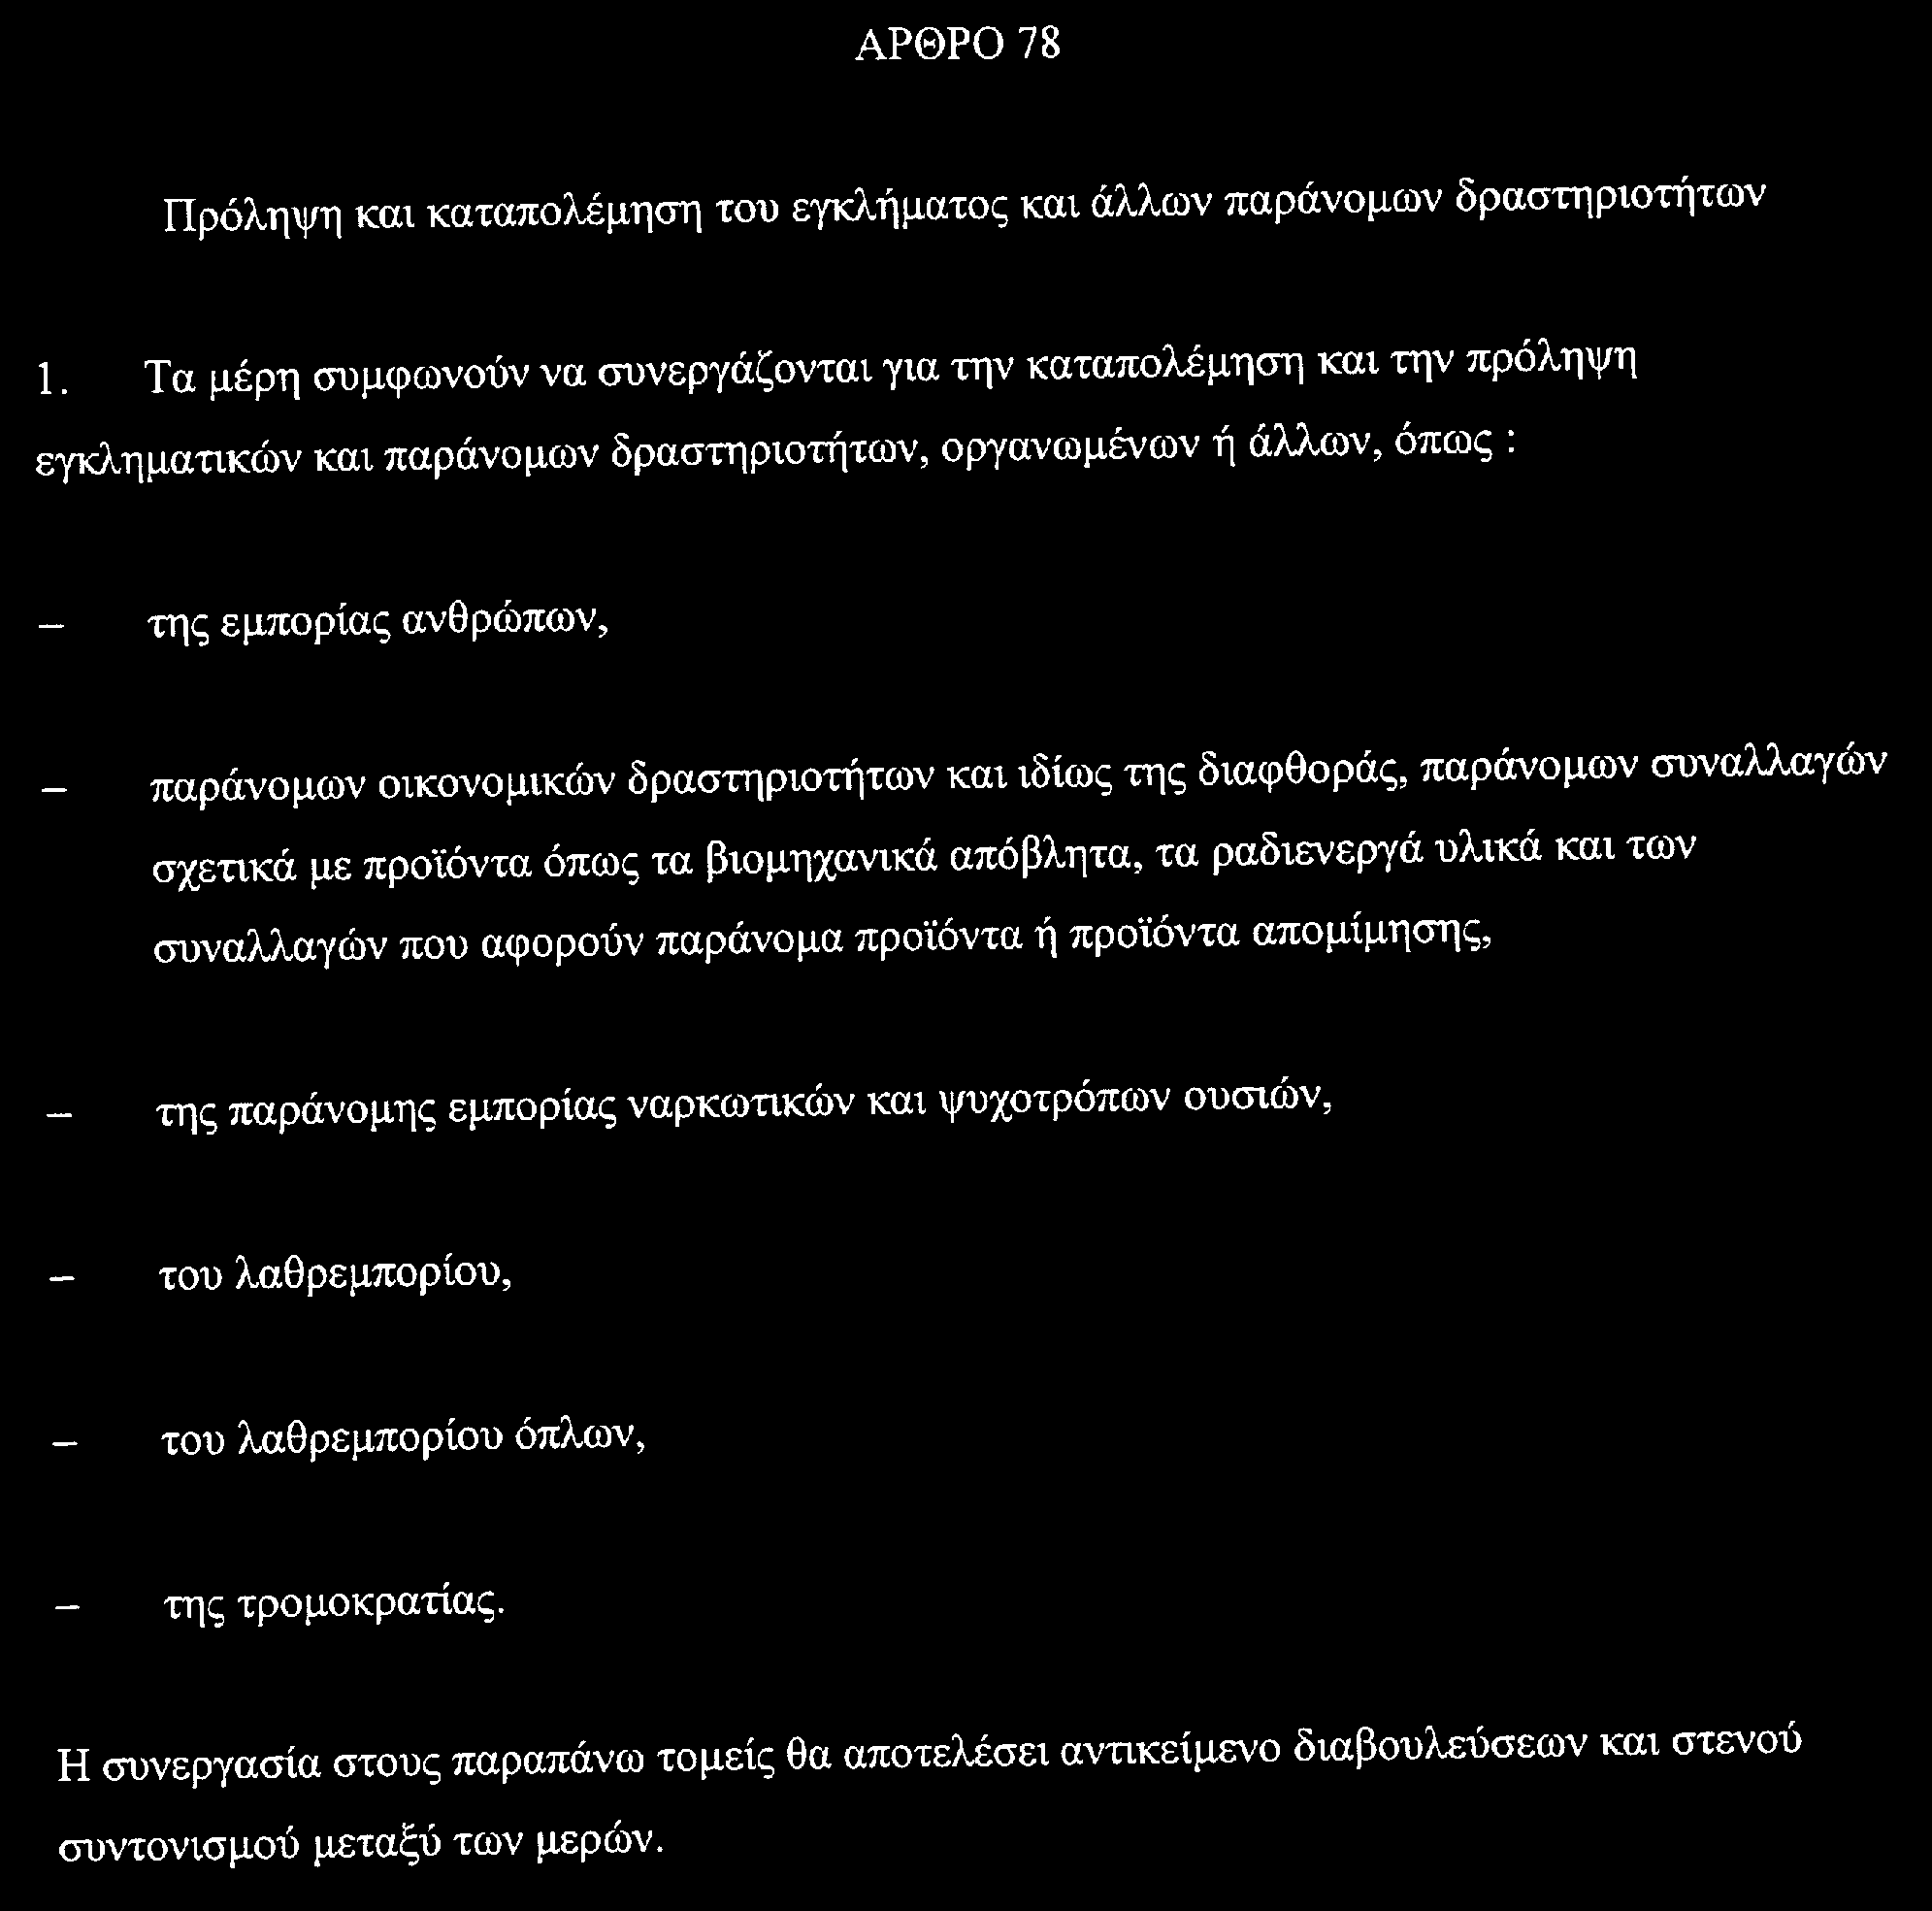 ΑΡΘΡΟ 78
Πρόληψη και καταπολέμηση του εγκλήματος και άλλων παράνομων δραστηριοτήτων
1. Τα μέρη συμφωνούν να συνεργάζονται για την καταπολέμηση και την πρόληψη
εγκληματικών και παράνομων δραστηριοτήτων, οργανωμένων ή άλλων, όπως :
– της εμπορίας ανθρώπων,
– παράνομων οικονομικών δραστηριοτήτων και ιδίως της διαφθοράς, παράνομων συναλλαγών
σχετικά με προϊόντα όπως τα βιομηχανικά απόβλητα, τα ραδιενεργά υλικά και των
συναλλαγών που αφορούν παράνομα προϊόντα ή προϊόντα απομίμησης,
– της παράνομης εμπορίας ναρκωτικών και ψυχοτρόπων ουσιών,
– του λαθρεμπορίου,
– του λαθρεμπορίου όπλων,
– της τρομοκρατίας.
Η συνεργασία στους παραπάνω τομείς θα αποτελέσει αντικείμενο διαβουλεύσεων και στενού
συντονισμού μεταξύ των μερών.